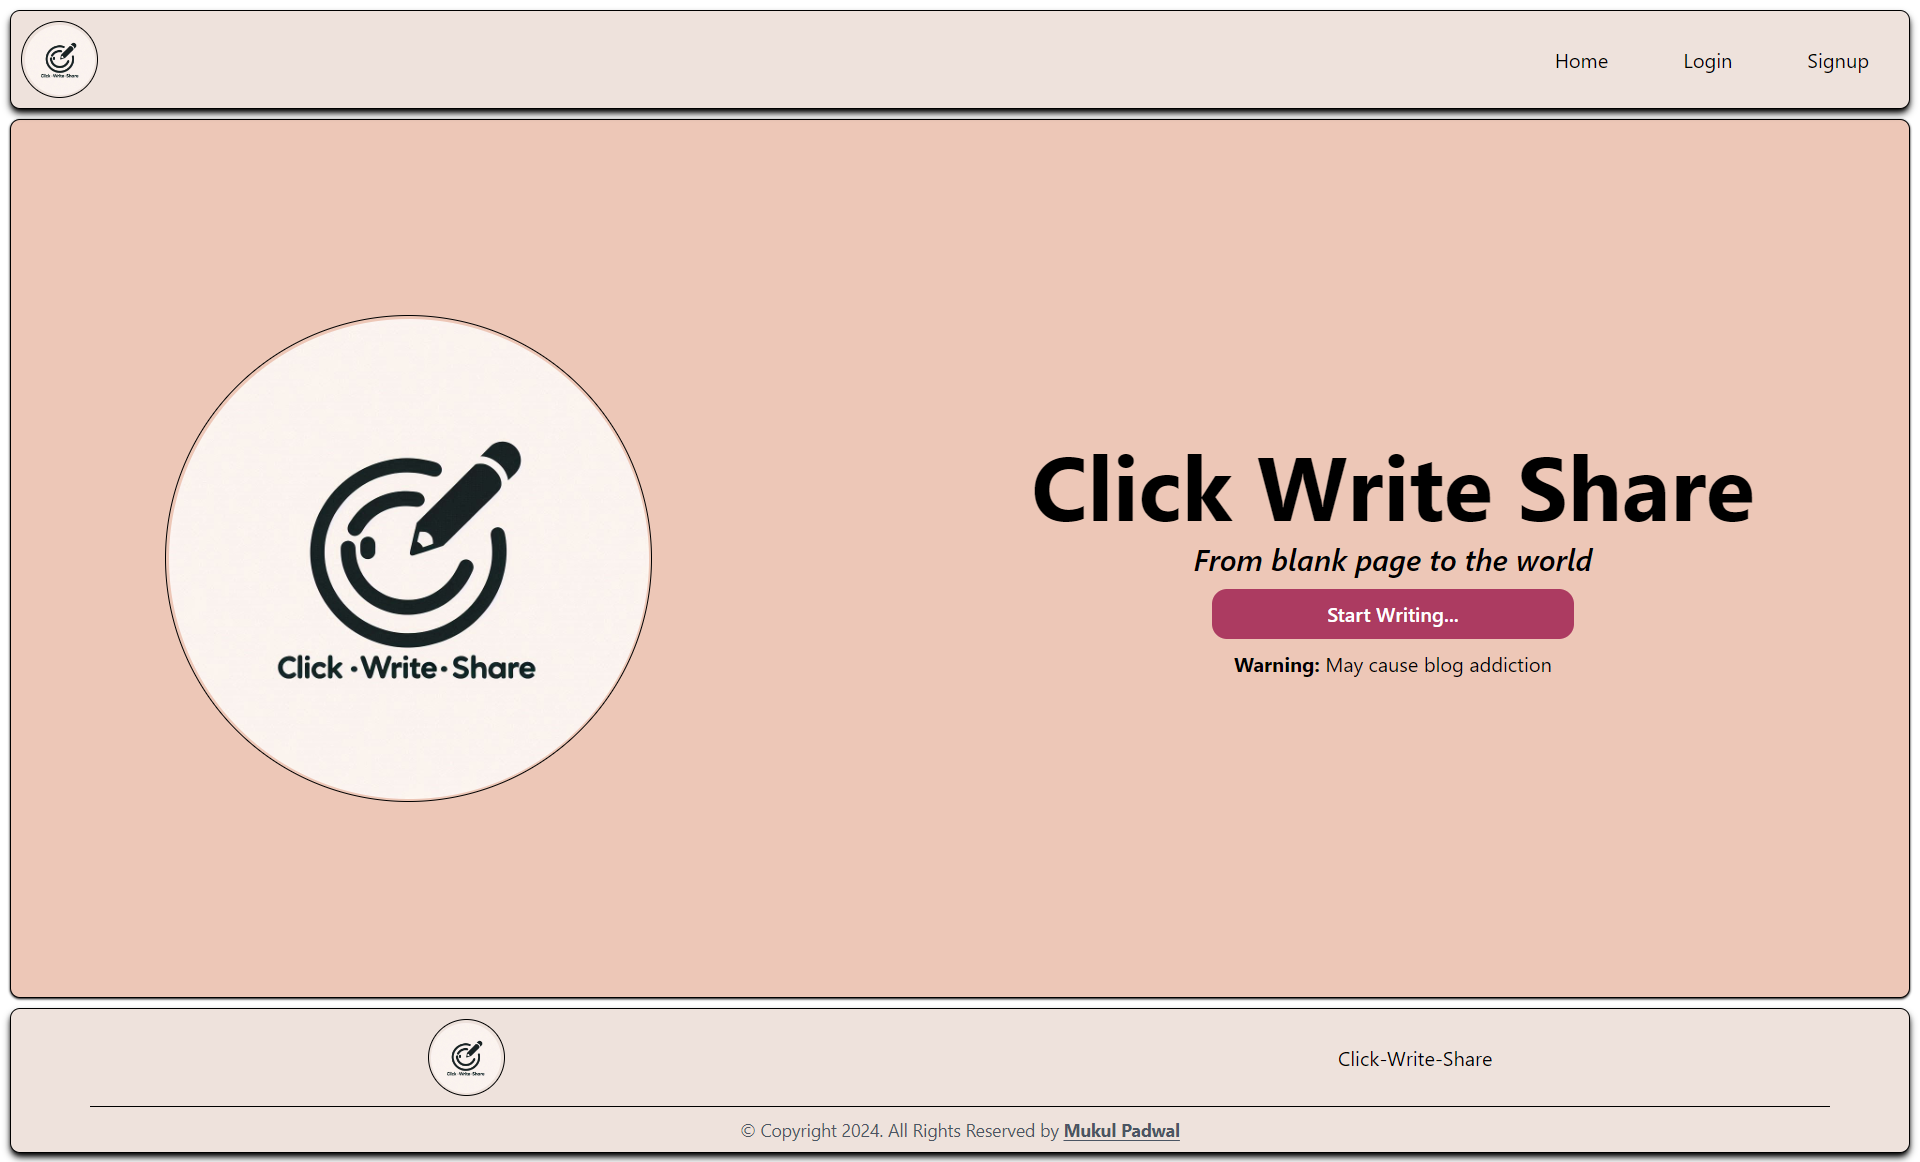 Click·Write·Share
Home
Login
Signup
Click·Write·Share
Click Write Share
From blank page to the world
Start Writing...
Warning: May cause blog addiction
Click·Write·Share
Click-Write-Share
© Copyright 2024. All Rights Reserved by Mukul Padwal